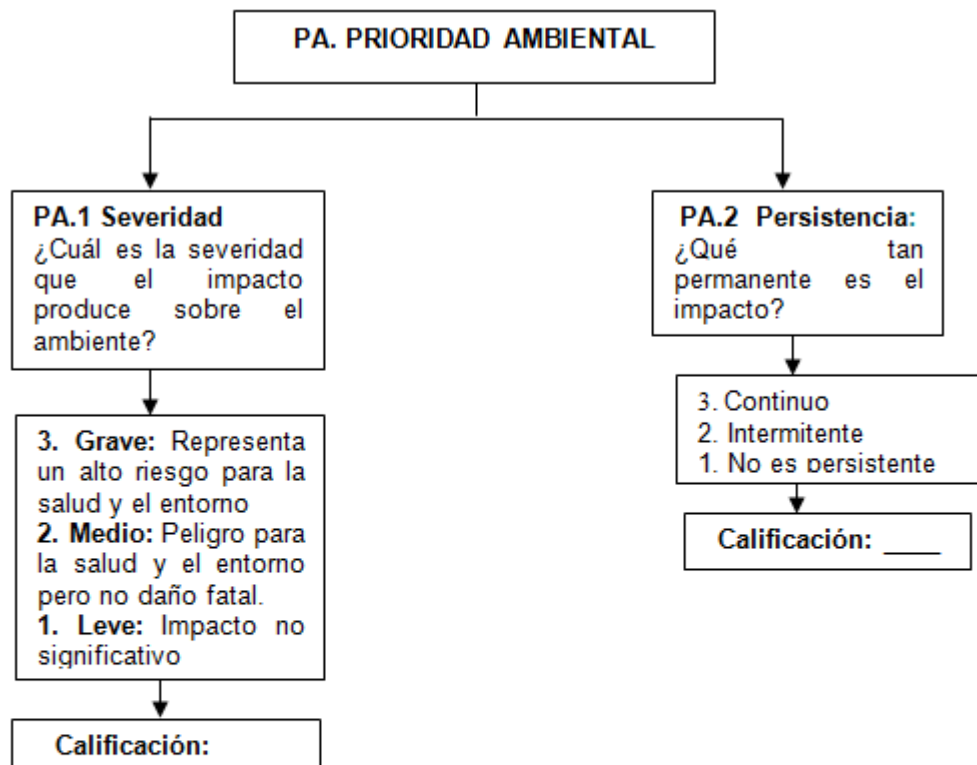 PA. PRIORIDAD AMBIENTAL
PA.1 Severidad
¿Cuál es la severidad
que el impacto
produce sobre el
ambiente?
3. Grave: Representa
un alto riesgo para la
salud y el entorno
2. Medio: Peligro para
la salud y el entorno
pero no daño fatal.
1. Leve: Impacto no
significativo
Calificación:
PA.2 Persistencia:
¿Qué tan
permanente es el
impacto?
3. Continuo
2. Intermitente
1. No es persistente
Calificación: ____